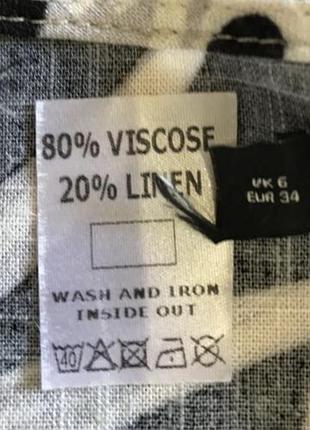 80% VISCOSE
20% LINEN
UK 6
EUR 34
WASH AND IRON
INSIDE OUT
40